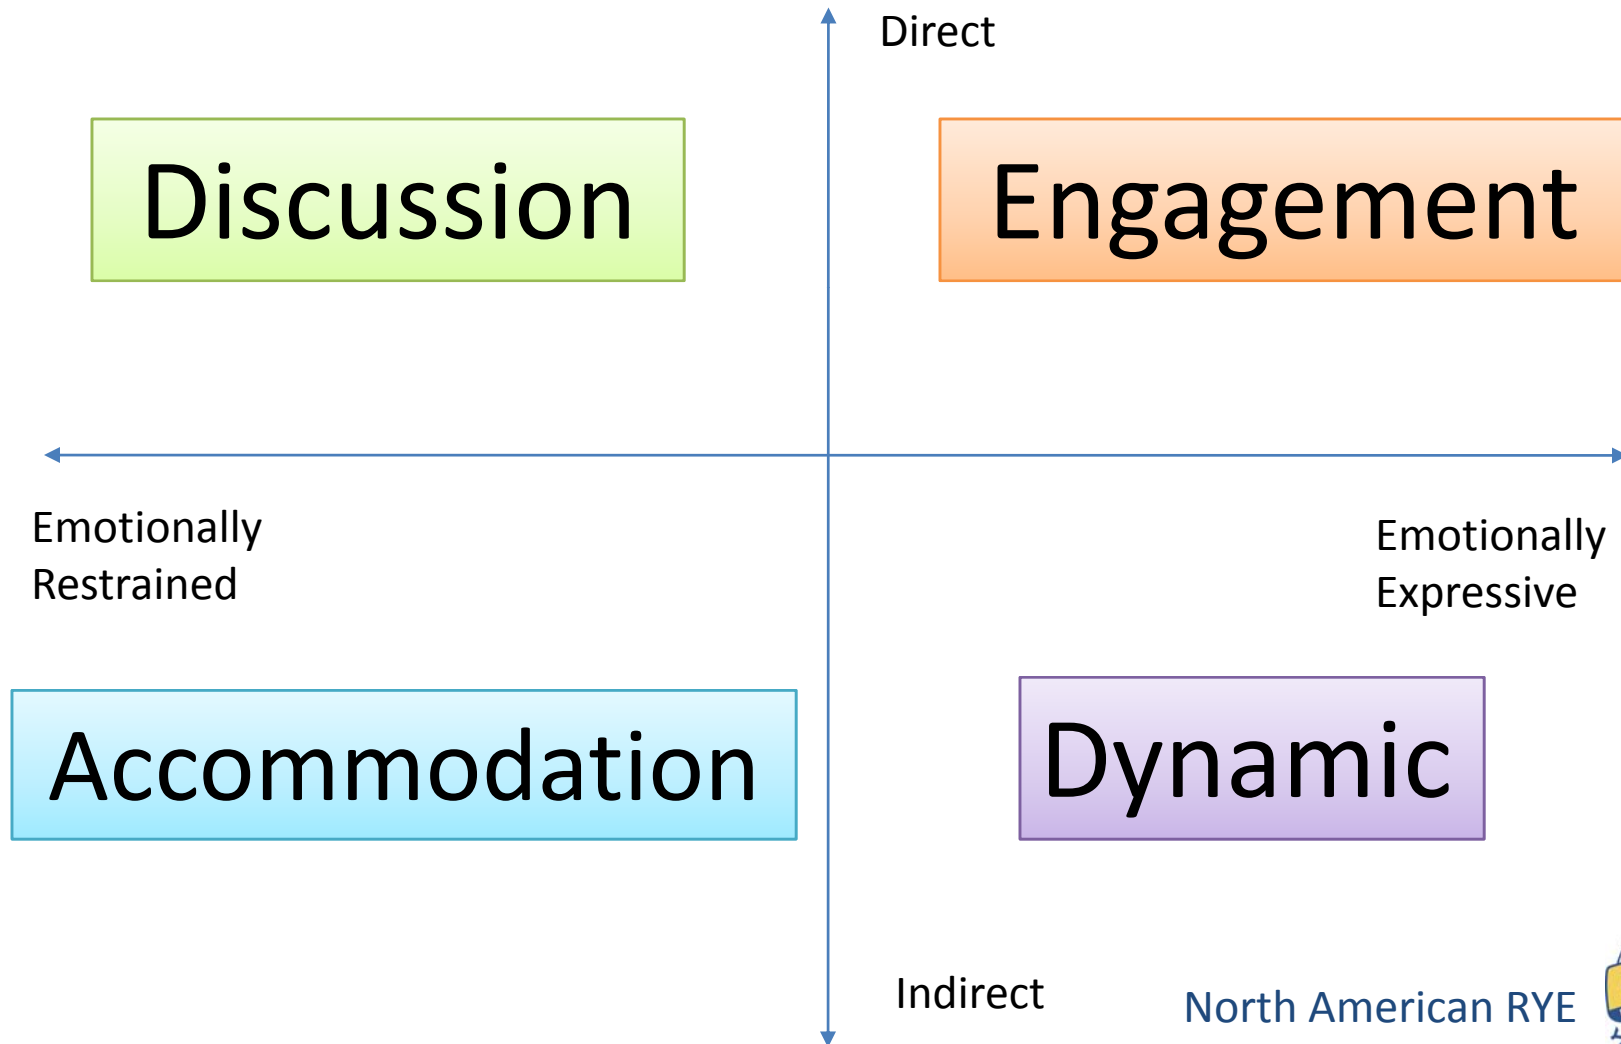 Direct
Discussion
Engagement
Emotionally
Restrained
Emotionally
Expressive
Accommodation
Dynamic
Indirect
North American RYE